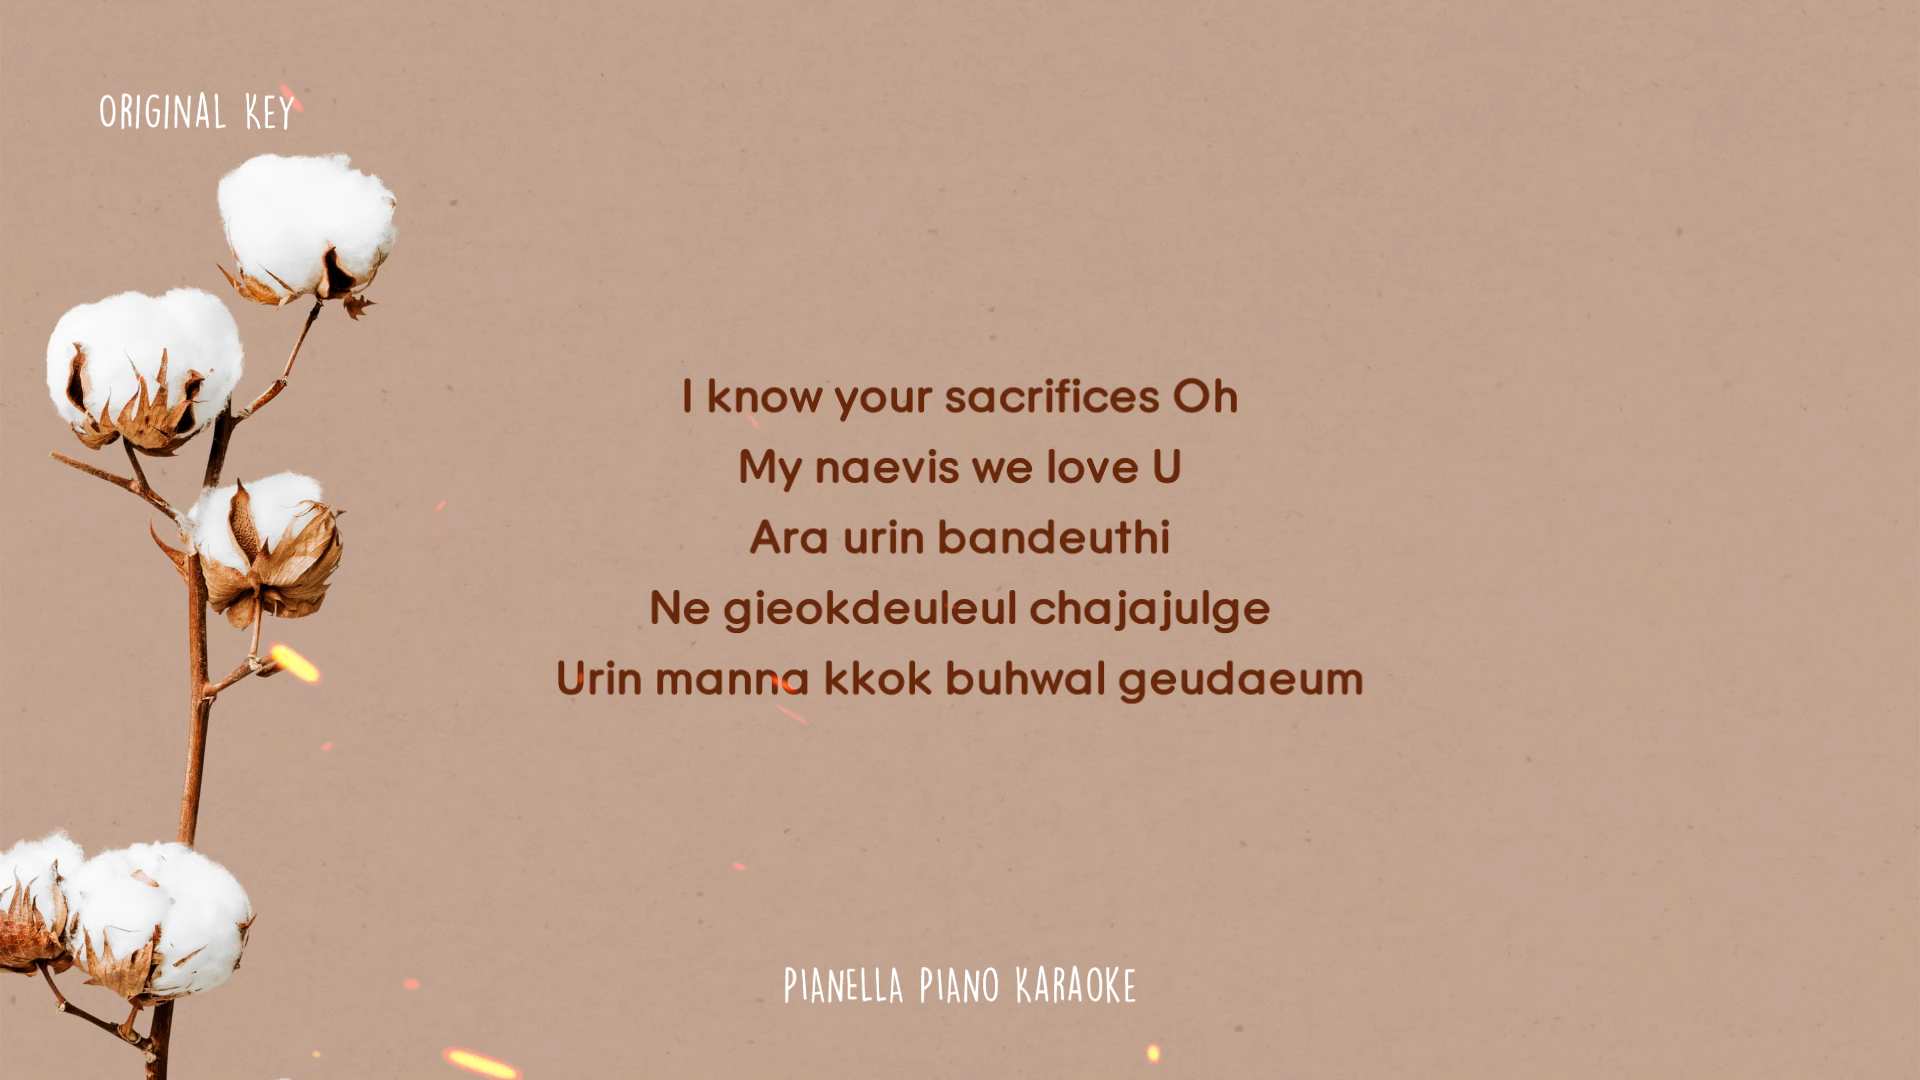 ORIGINAL KEY
I know your sacrifices Oh
My naevis we love U
Ara urin bandeuthi
Ne gieokdeuleul chajajulge
Urin manna kkok buhwal geudaeum
PIANELLA PIANO KARAOKE